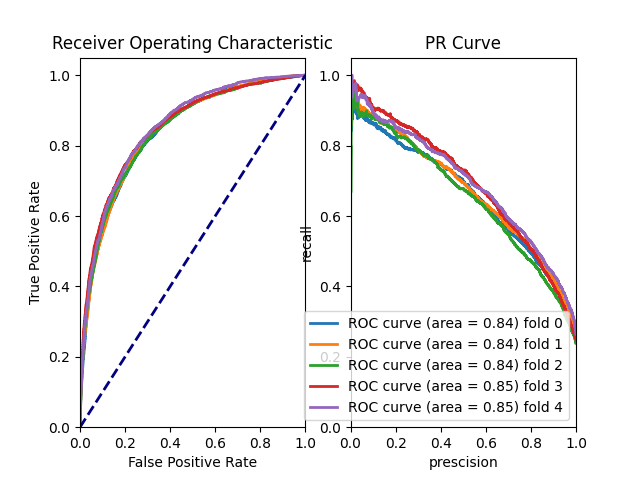 Receiver Operating Characteristic
1.0
0.8
0.6
0.4
0.2
0.0
True Positive Rate
0.0 0.2 0.4 0.6 0.8 1.0
False Positive Rate
PR Curve
1.0
0.8
0.6
0.4
0.2
0.0
recall
ROC curve (area = 0.84) fold 0
ROC curve (area = 0.84) fold 1
ROC curve (area = 0.84) fold 2
ROC curve (area = 0.85) fold 3
ROC curve (area = 0.85) fold 4
0.0 0.2 0.4 0.6 0.8 1.0
prescision